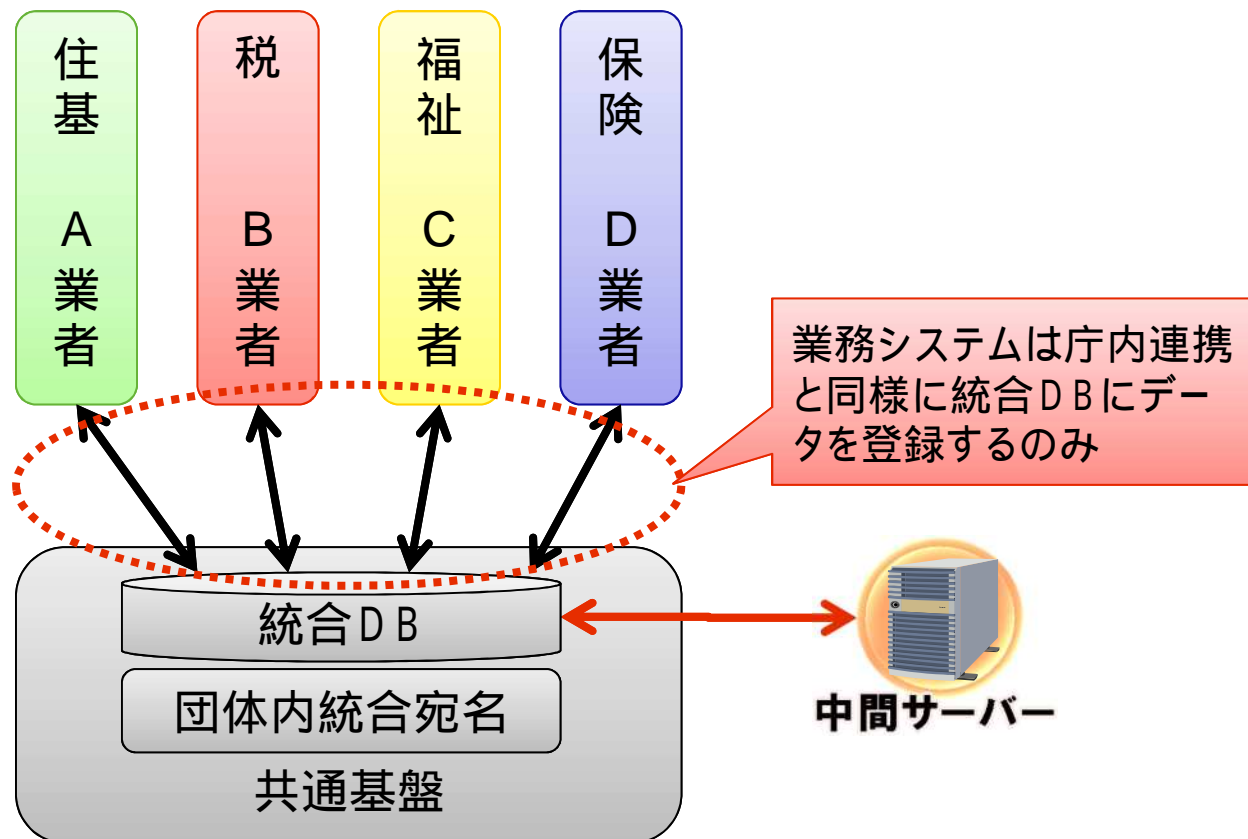 住基 A業者
税 B業者
福祉 C業者
保険 D業者
業務システムは庁内連携
と同様に統合DBにデー
タを登録するのみ
統合DB
団体内統合宛名
共通基盤
中間サーバー